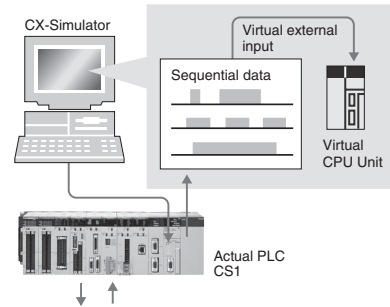 CX-Simulator
Virtual external
input
Sequential data
Virtual
CPU Unit
Actual PLC
CS1